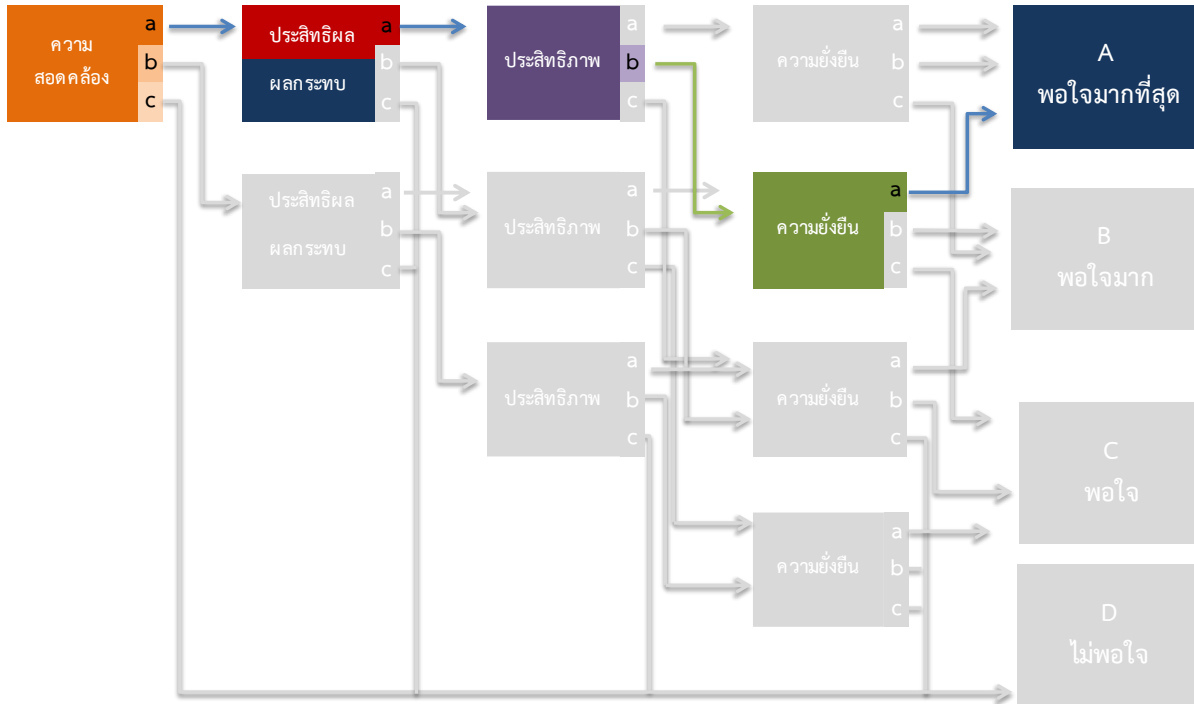 ความ
สอดคล้อง
a
b
c
ประสิทธิผล
ผลกระทบ
a
b
c
ประสิทธิภาพ
a
b
c
ความยั่งยืน
a
b
c
A
พอใจมากที่สุด
ประสิทธิผล
ผลกระทบ
a
b
c
ประสิทธิภาพ
a
b
c
ความยั่งยืน
a
b
c
B
พอใจมาก
ประสิทธิภาพ
a
b
c
ความยั่งยืน
a
b
c
C
พอใจ
ความยั่งยืน
a
b
c
D
ไม่พอใจ